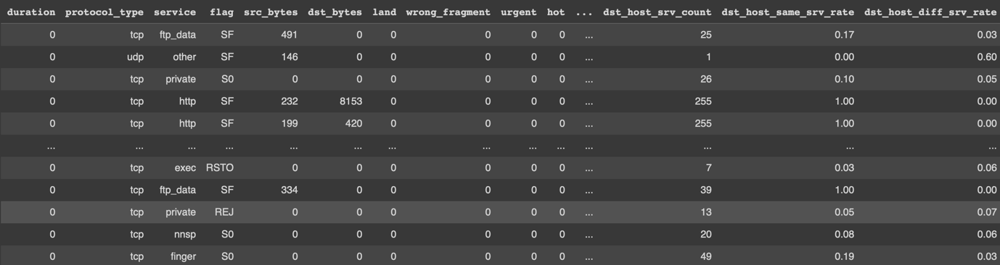 duration protocol_type service flag src_bytes dst_bytes land wrong_fragment urgent hot ... dst_host_srv_count dst_host_same_srv_rate dst_host_diff_srv_rate
0 tcp ftp_data SF 491 0 0 0 0 0 ... 25 0.17 0.03
0 udp other SF 146 0 0 0 0 0 ... 1 0.00 0.60
0 tcp private S0 0 0 0 0 0 0 ... 26 0.10 0.05
0 tcp http SF 232 8153 0 0 0 0 ... 255 1.00 0.00
0 tcp http SF 199 420 0 0 0 0 ... 255 1.00 0.00
... ... ... ... ... ... ... ... ... ... ... ... ... ...
0 tcp exec RSTO 0 0 0 0 0 0 ... 7 0.03 0.06
0 tcp ftp_data SF 334 0 0 0 0 0 ... 39 1.00 0.00
0 tcp private REJ 0 0 0 0 0 0 ... 13 0.05 0.07
0 tcp nnsp S0 0 0 0 0 0 0 ... 20 0.08 0.06
0 tcp finger S0 0 0 0 0 0 0 ... 49 0.19 0.03